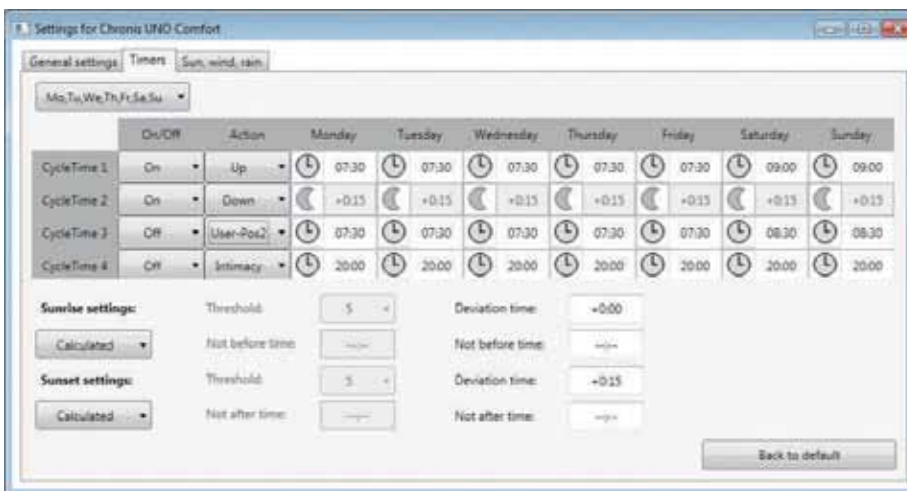 Settings for Chronis UNO Comfort
General settings Timers Sun, wind, rain
Mo,Tu,We,Th,Fr,Sa,Su
On/Off Action Monday Tuesday Wednesday Thursday Friday Saturday Sunday
CycleTime 1 On Up 07:30 07:30 07:30 07:30 07:30 09:00 09:00
CycleTime 2 On Down +0:15 +0:15 +0:15 +0:15 +0:15 +0:15 +0:15
CycleTime 3 Off User-Pos2 07:30 07:30 07:30 07:30 07:30 08:30 08:30
CycleTime 4 Off Intimacy 20:00 20:00 20:00 20:00 20:00 20:00 20:00
Sunrise settings: Threshold: 5 Deviation time: +0:00
Calculated Not before time: --:-- Not before time: --:--
Sunset settings: Threshold: 5 Deviation time: +0:15
Calculated Not after time: --:-- Not after time: --:--
Back to default